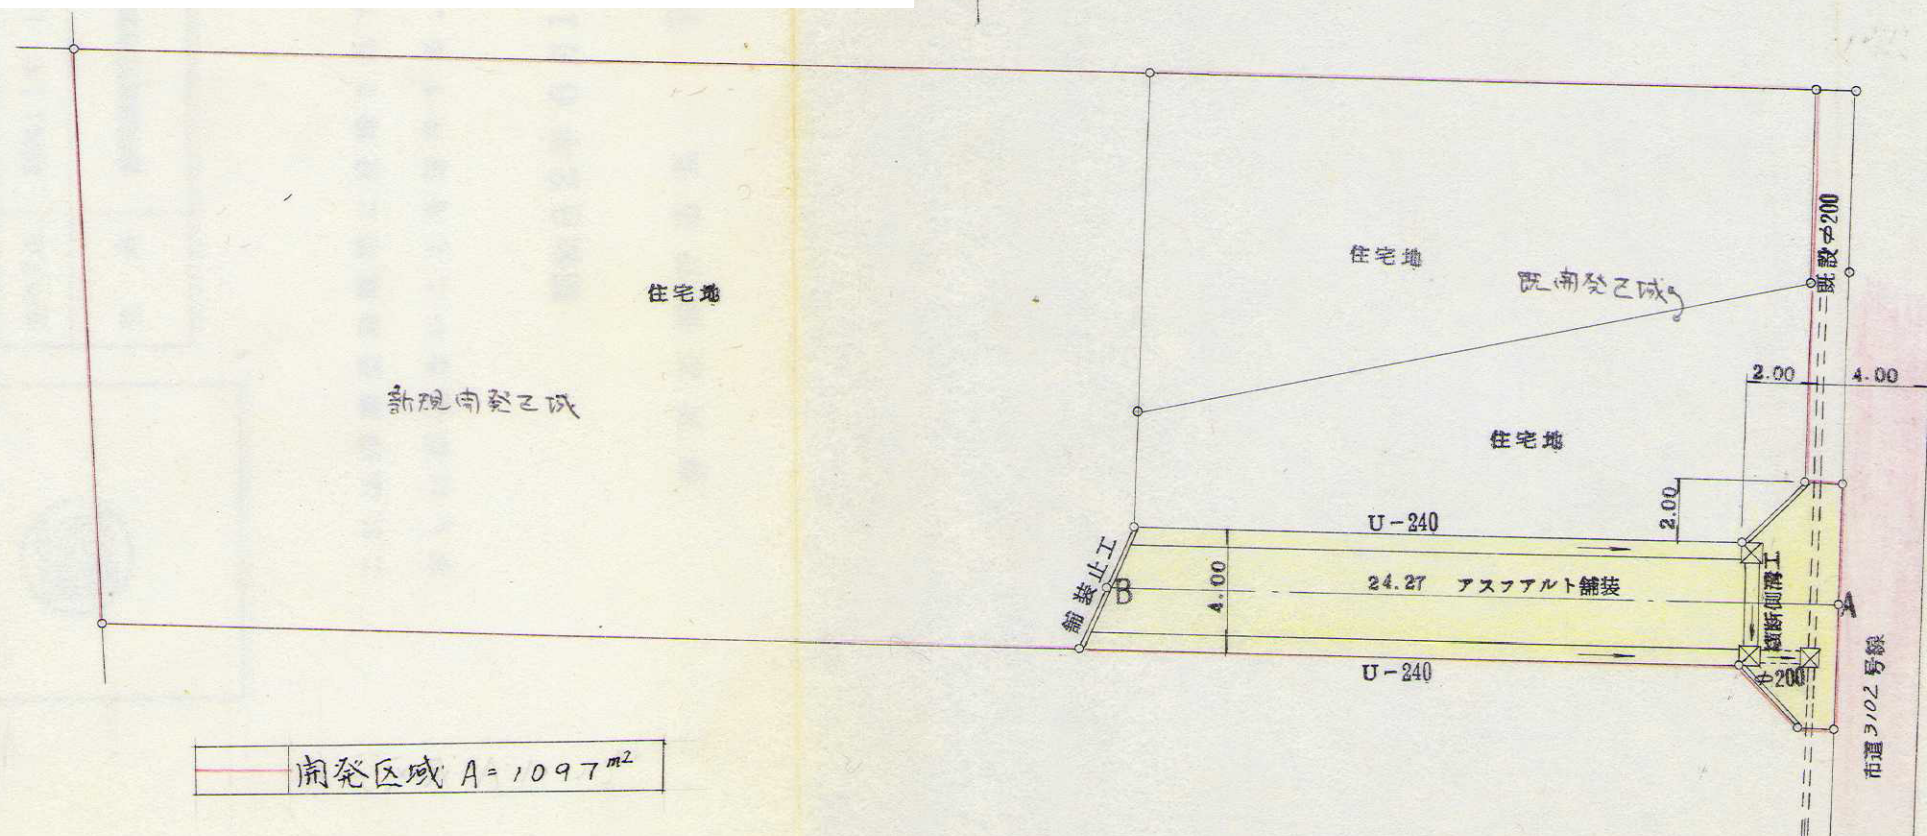 住宅地
新規開発区域
住宅地
既開発区域
住宅地
既設φ200
2.00
4.00
2.00
U-240
舗装止工
B
4.00
24.27 アスファルト舗装
横断側溝工
A
U-240
φ200
市道3102号線
開発区域 A=1097m2